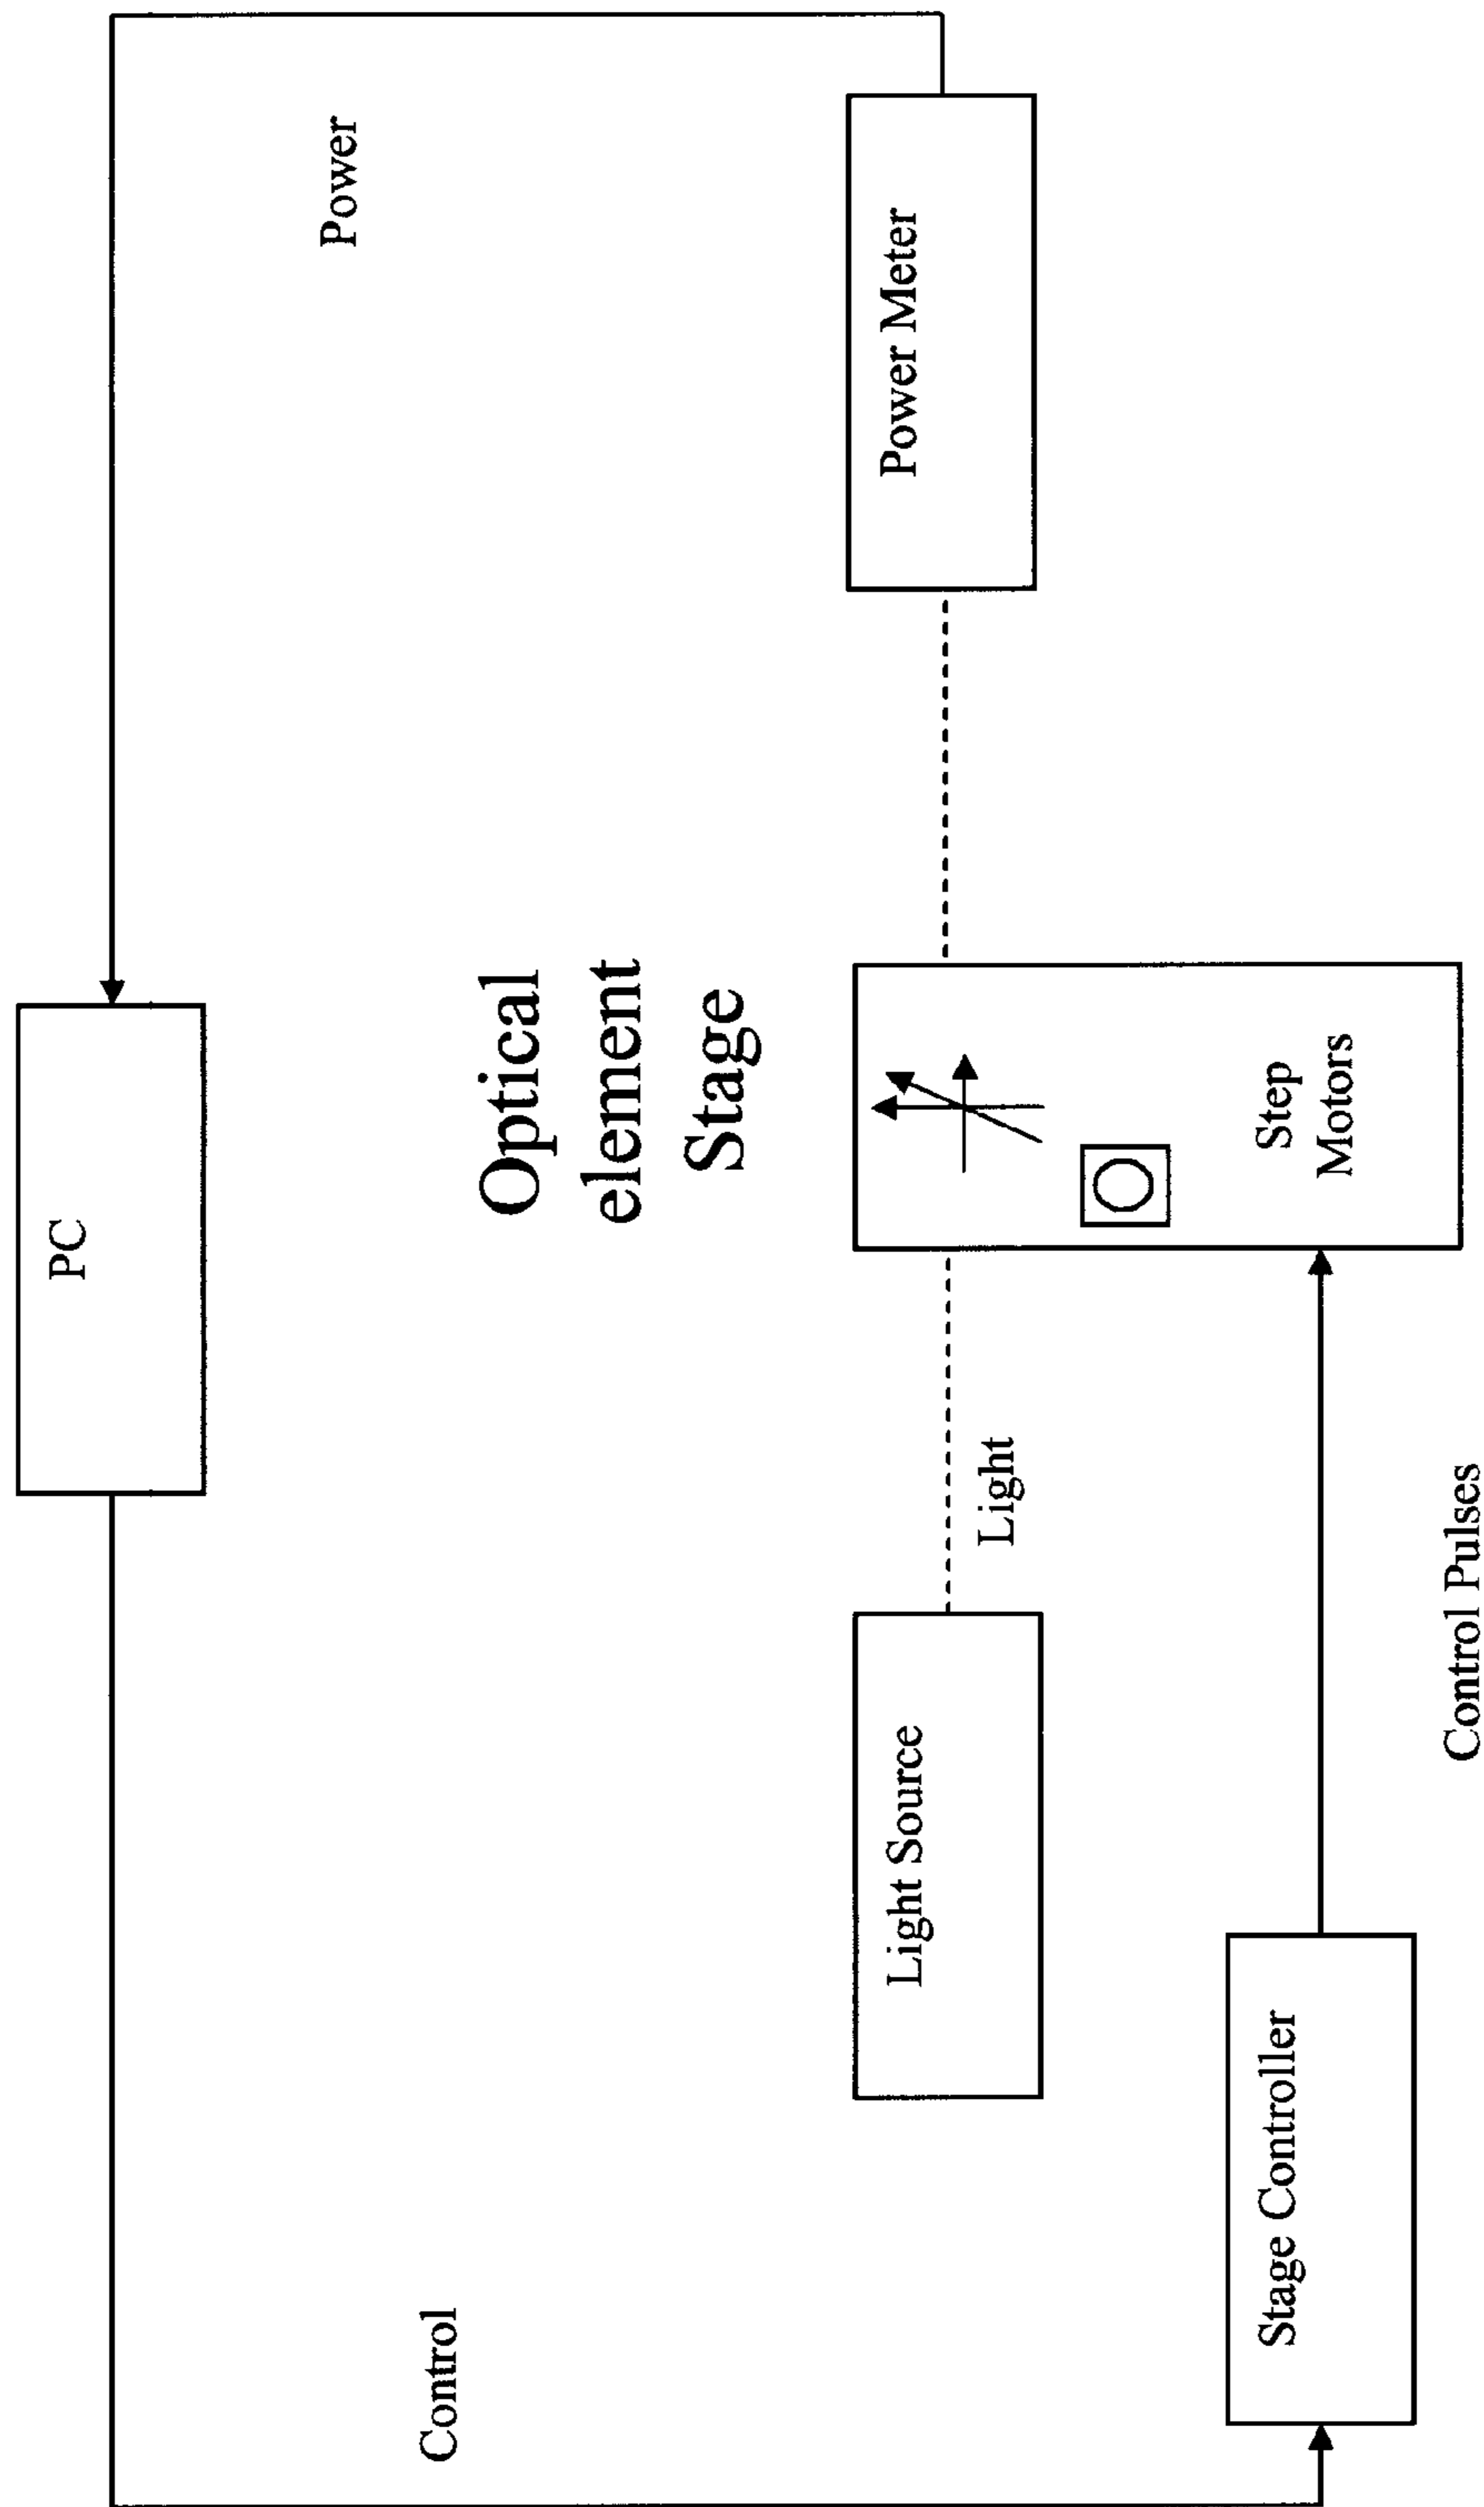 PC
Control
Power
Optical
element
Stage
Light Source
Light
Power Meter
Stage Controller
Step
Motors
Control Pulses